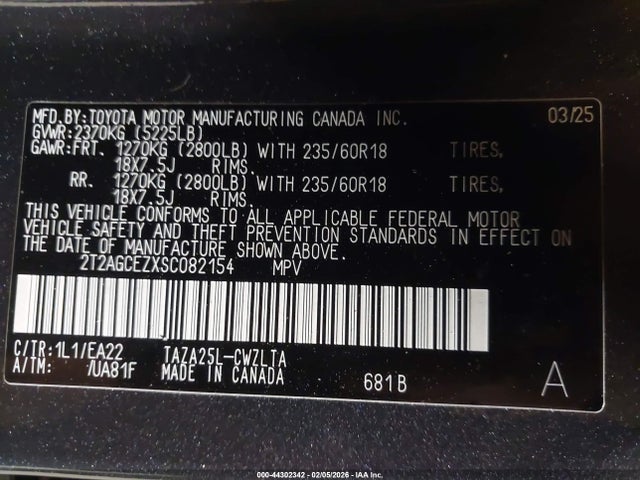 MFD.BY:TOYOTA MOTOR MANUFACTURING CANADA INC. 03/25
GVWR:2370KG (5225LB)
GAWR:FRT. 1270KG (2800LB) WITH 235/60R18 TIRES,
18X7.5J RIMS.
RR. 1270KG (2800LB) WITH 235/60R18 TIRES,
18X7.5J RIMS.
THIS VEHICLE CONFORMS TO ALL APPLICABLE FEDERAL MOTOR
VEHICLE SAFETY AND THEFT PREVENTION STANDARDS IN EFFECT ON
THE DATE OF MANUFACTURE SHOWN ABOVE.
2T2AGCEZXSC082154 MPV
C/TR:1L1/EA22 TAZA25L-CWZLTA
A/TM: /UA81F MADE IN CANADA 681B A
000-44302342 - 02/05/2026 - IAA Inc.